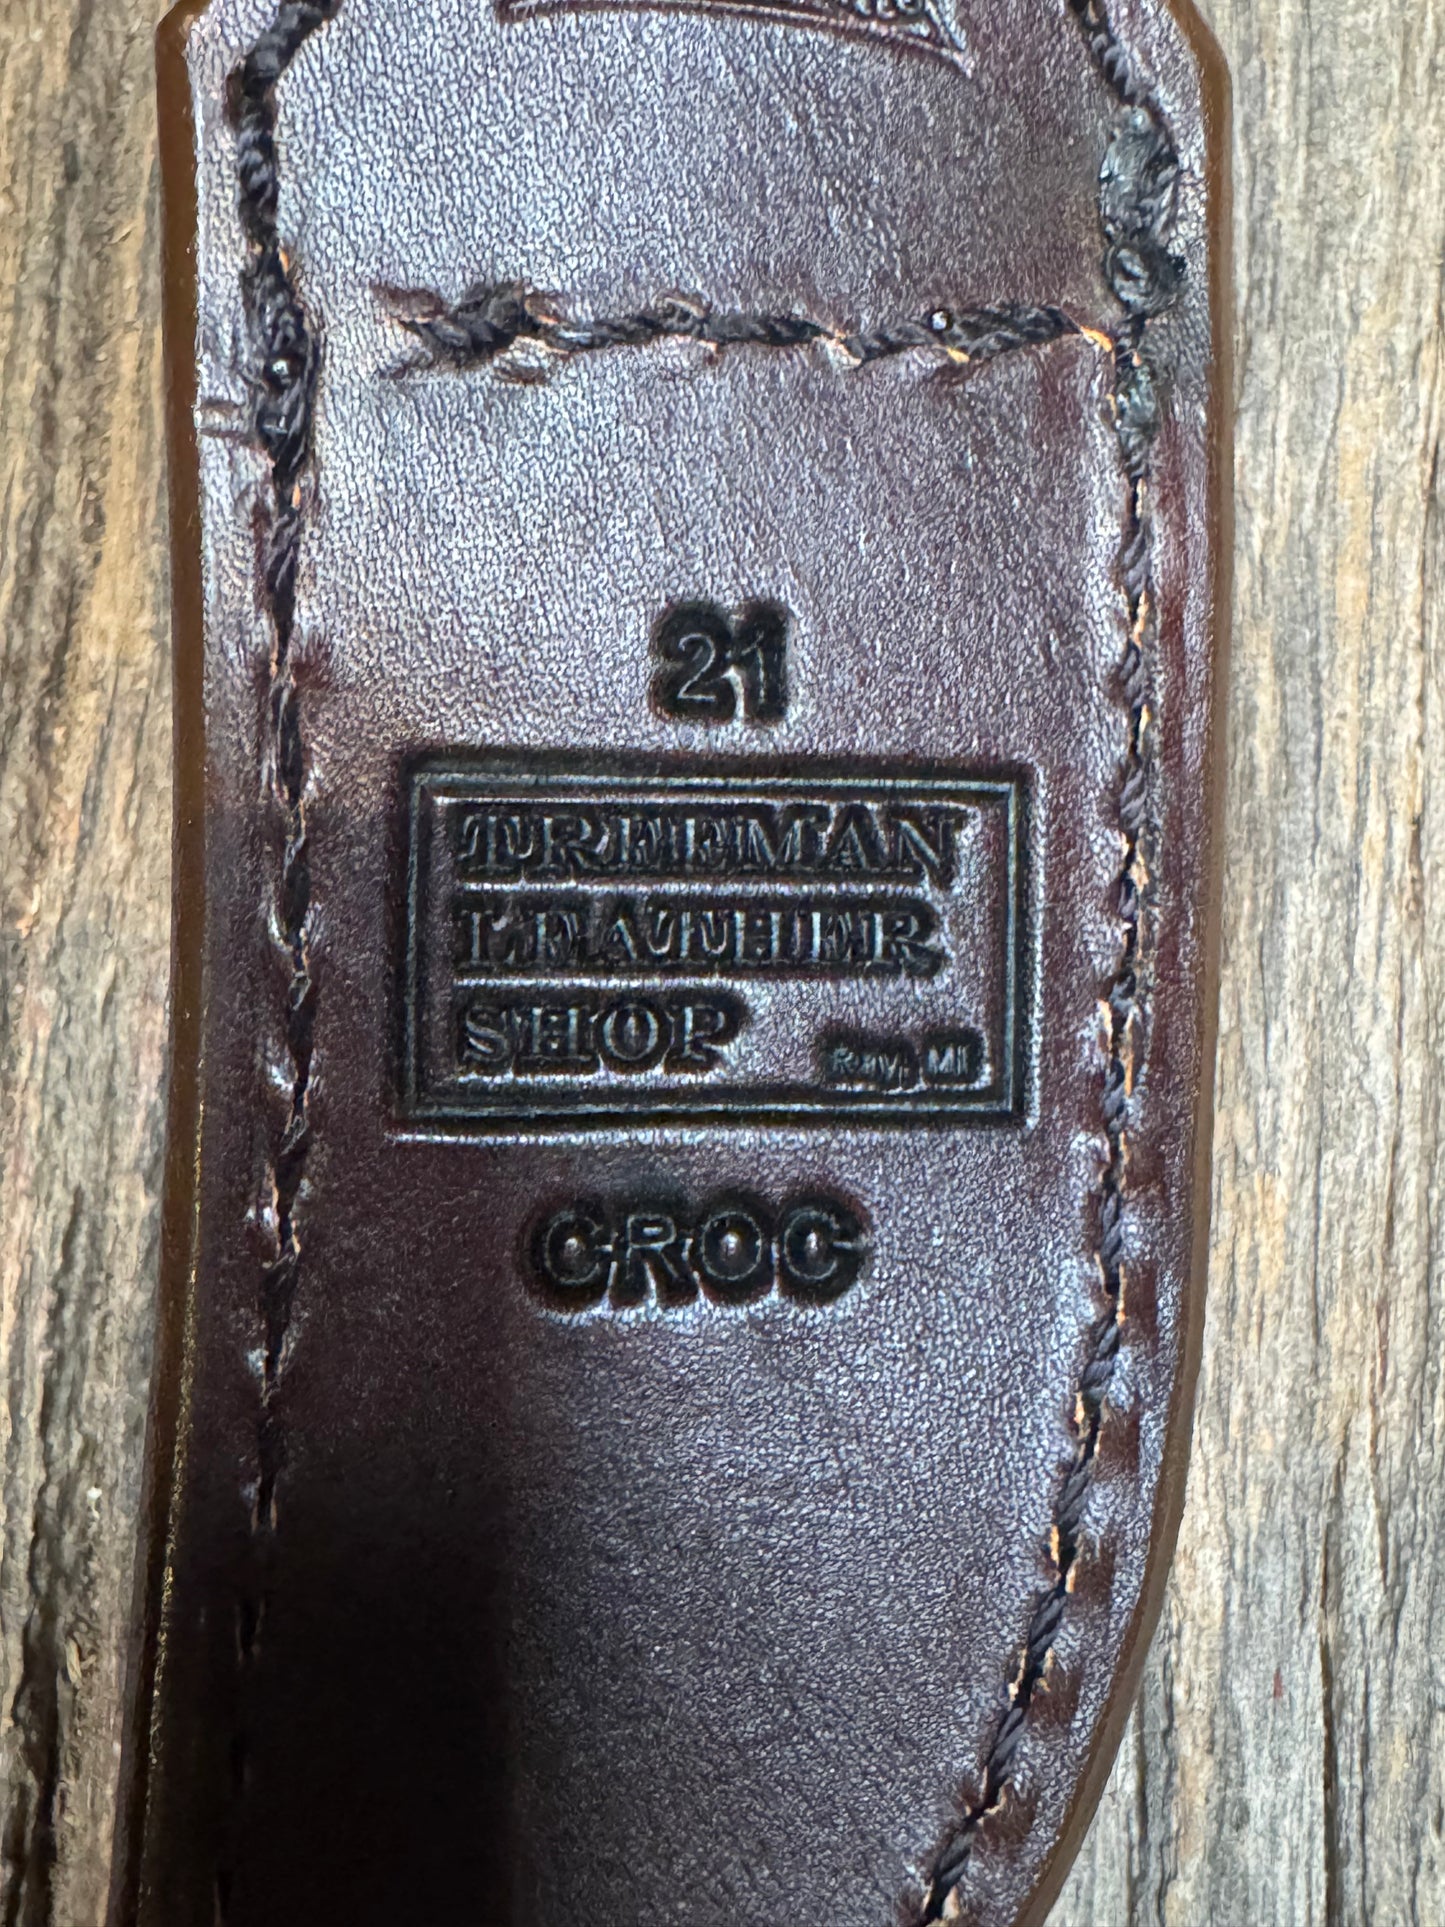 21
TREEMAN
LEATHER
SHOP Ray, MI
CROC